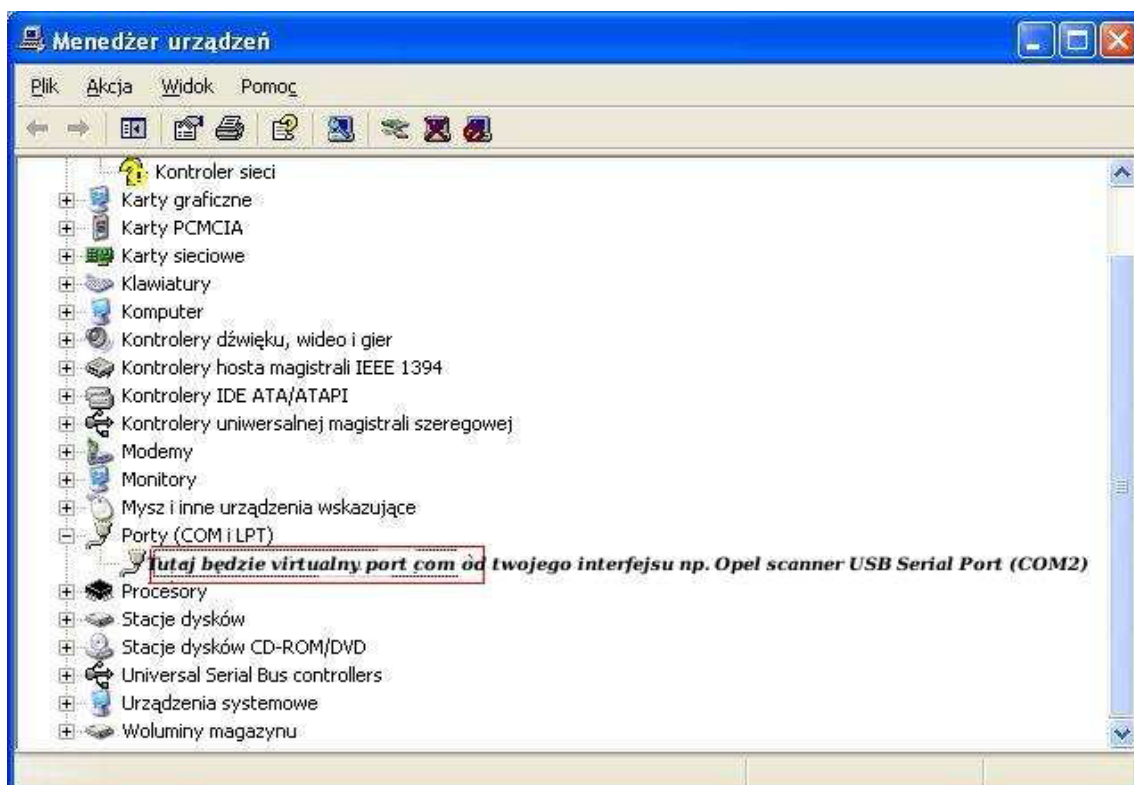 Menedżer urządzeń
Plik Akcja Widok Pomoc
Kontroler sieci
Karty graficzne
Karty PCMCIA
Karty sieciowe
Klawiatury
Komputer
Kontrolery dźwięku, wideo i gier
Kontrolery hosta magistrali IEEE 1394
Kontrolery IDE ATA/ATAPI
Kontrolery uniwersalnej magistrali szeregowej
Modemy
Monitory
Mysz i inne urządzenia wskazujące
Porty (COM i LPT)
Tutaj będzie virtualny port com od twojego interfejsu np. Opel scanner USB Serial Port (COM2)
Procesory
Stacje dysków
Stacje dysków CD-ROM/DVD
Universal Serial Bus controllers
Urządzenia systemowe
Woluminy magazynu